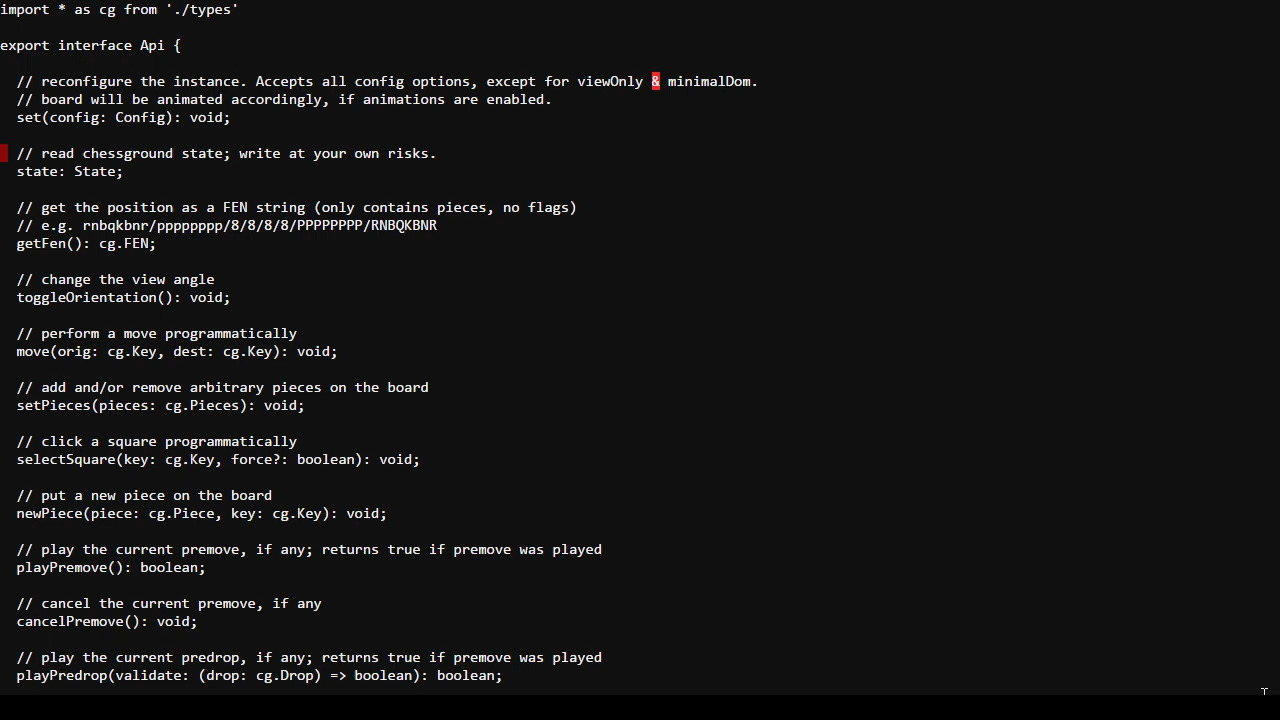 import * as cg from './types'
export interface Api {
// reconfigure the instance. Accepts all config options, except for viewOnly & minimalDom.
// board will be animated accordingly, if animations are enabled.
set(config: Config): void;
// read chessground state; write at your own risks.
state: State;
// get the position as a FEN string (only contains pieces, no flags)
// e.g. rnbqkbnr/pppppppp/8/8/8/8/PPPPPPPP/RNBQKBNR
getFen(): cg.FEN;
// change the view angle
toggleOrientation(): void;
// perform a move programmatically
move(orig: cg.Key, dest: cg.Key): void;
// add and/or remove arbitrary pieces on the board
setPieces(pieces: cg.Pieces): void;
// click a square programmatically
selectSquare(key: cg.Key, force?: boolean): void;
// put a new piece on the board
newPiece(piece: cg.Piece, key: cg.Key): void;
// play the current premove, if any; returns true if premove was played
playPremove(): boolean;
// cancel the current premove, if any
cancelPremove(): void;
// play the current predrop, if any; returns true if premove was played
playPredrop(validate: (drop: cg.Drop) => boolean): boolean;